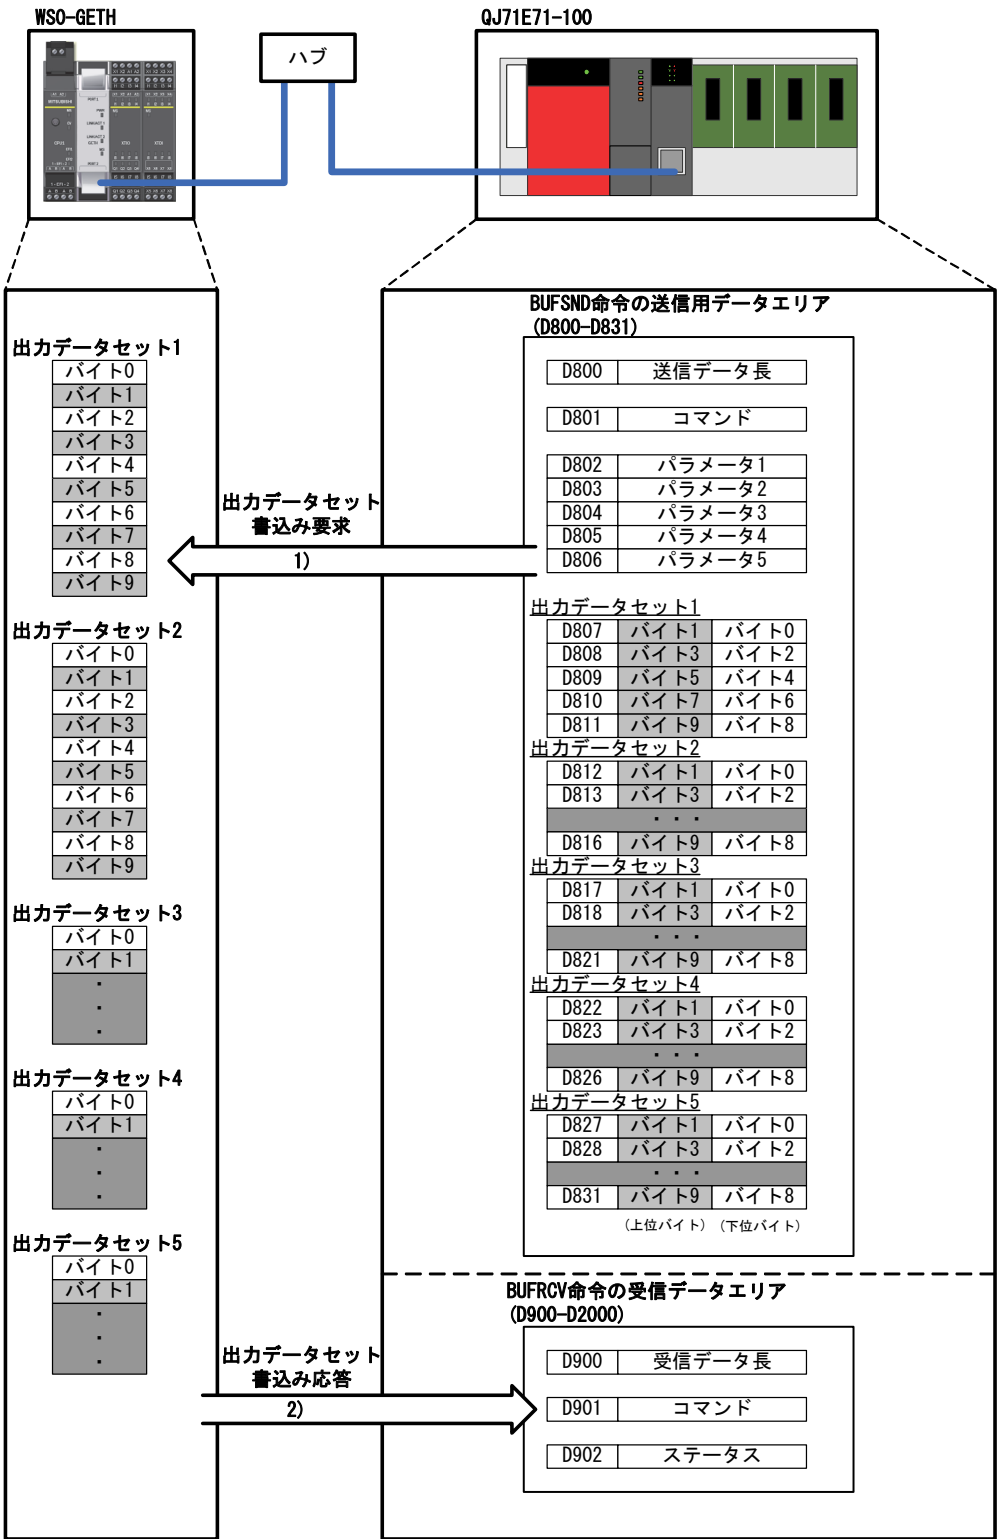 WS0-GETH
QJ71E71-100
ハブ
出力データセット1
バイト0
バイト1
バイト2
バイト3
バイト4
バイト5
バイト6
バイト7
バイト8
バイト9
出力データセット2
バイト0
バイト1
バイト2
バイト3
バイト4
バイト5
バイト6
バイト7
バイト8
バイト9
出力データセット3
バイト0
バイト1
・
・
・
出力データセット4
バイト0
バイト1
・
・
・
出力データセット5
バイト0
バイト1
・
・
・
出力データセット
書込み要求
1)
出力データセット
書込み応答
2)
BUFSND命令の送信用データエリア
(D800-D831)
D800 送信データ長
D801 コマンド
D802 パラメータ1
D803 パラメータ2
D804 パラメータ3
D805 パラメータ4
D806 パラメータ5
出力データセット1
D807 バイト1 バイト0
D808 バイト3 バイト2
D809 バイト5 バイト4
D810 バイト7 バイト6
D811 バイト9 バイト8
出力データセット2
D812 バイト1 バイト0
D813 バイト3 バイト2
・・・
D816 バイト9 バイト8
出力データセット3
D817 バイト1 バイト0
D818 バイト3 バイト2
・・・
D821 バイト9 バイト8
出力データセット4
D822 バイト1 バイト0
D823 バイト3 バイト2
・・・
D826 バイト9 バイト8
出力データセット5
D827 バイト1 バイト0
D828 バイト3 バイト2
・・・
D831 バイト9 バイト8
(上位バイト) (下位バイト)
BUFRCV命令の受信データエリア
(D900-D2000)
D900 受信データ長
D901 コマンド
D902 ステータス